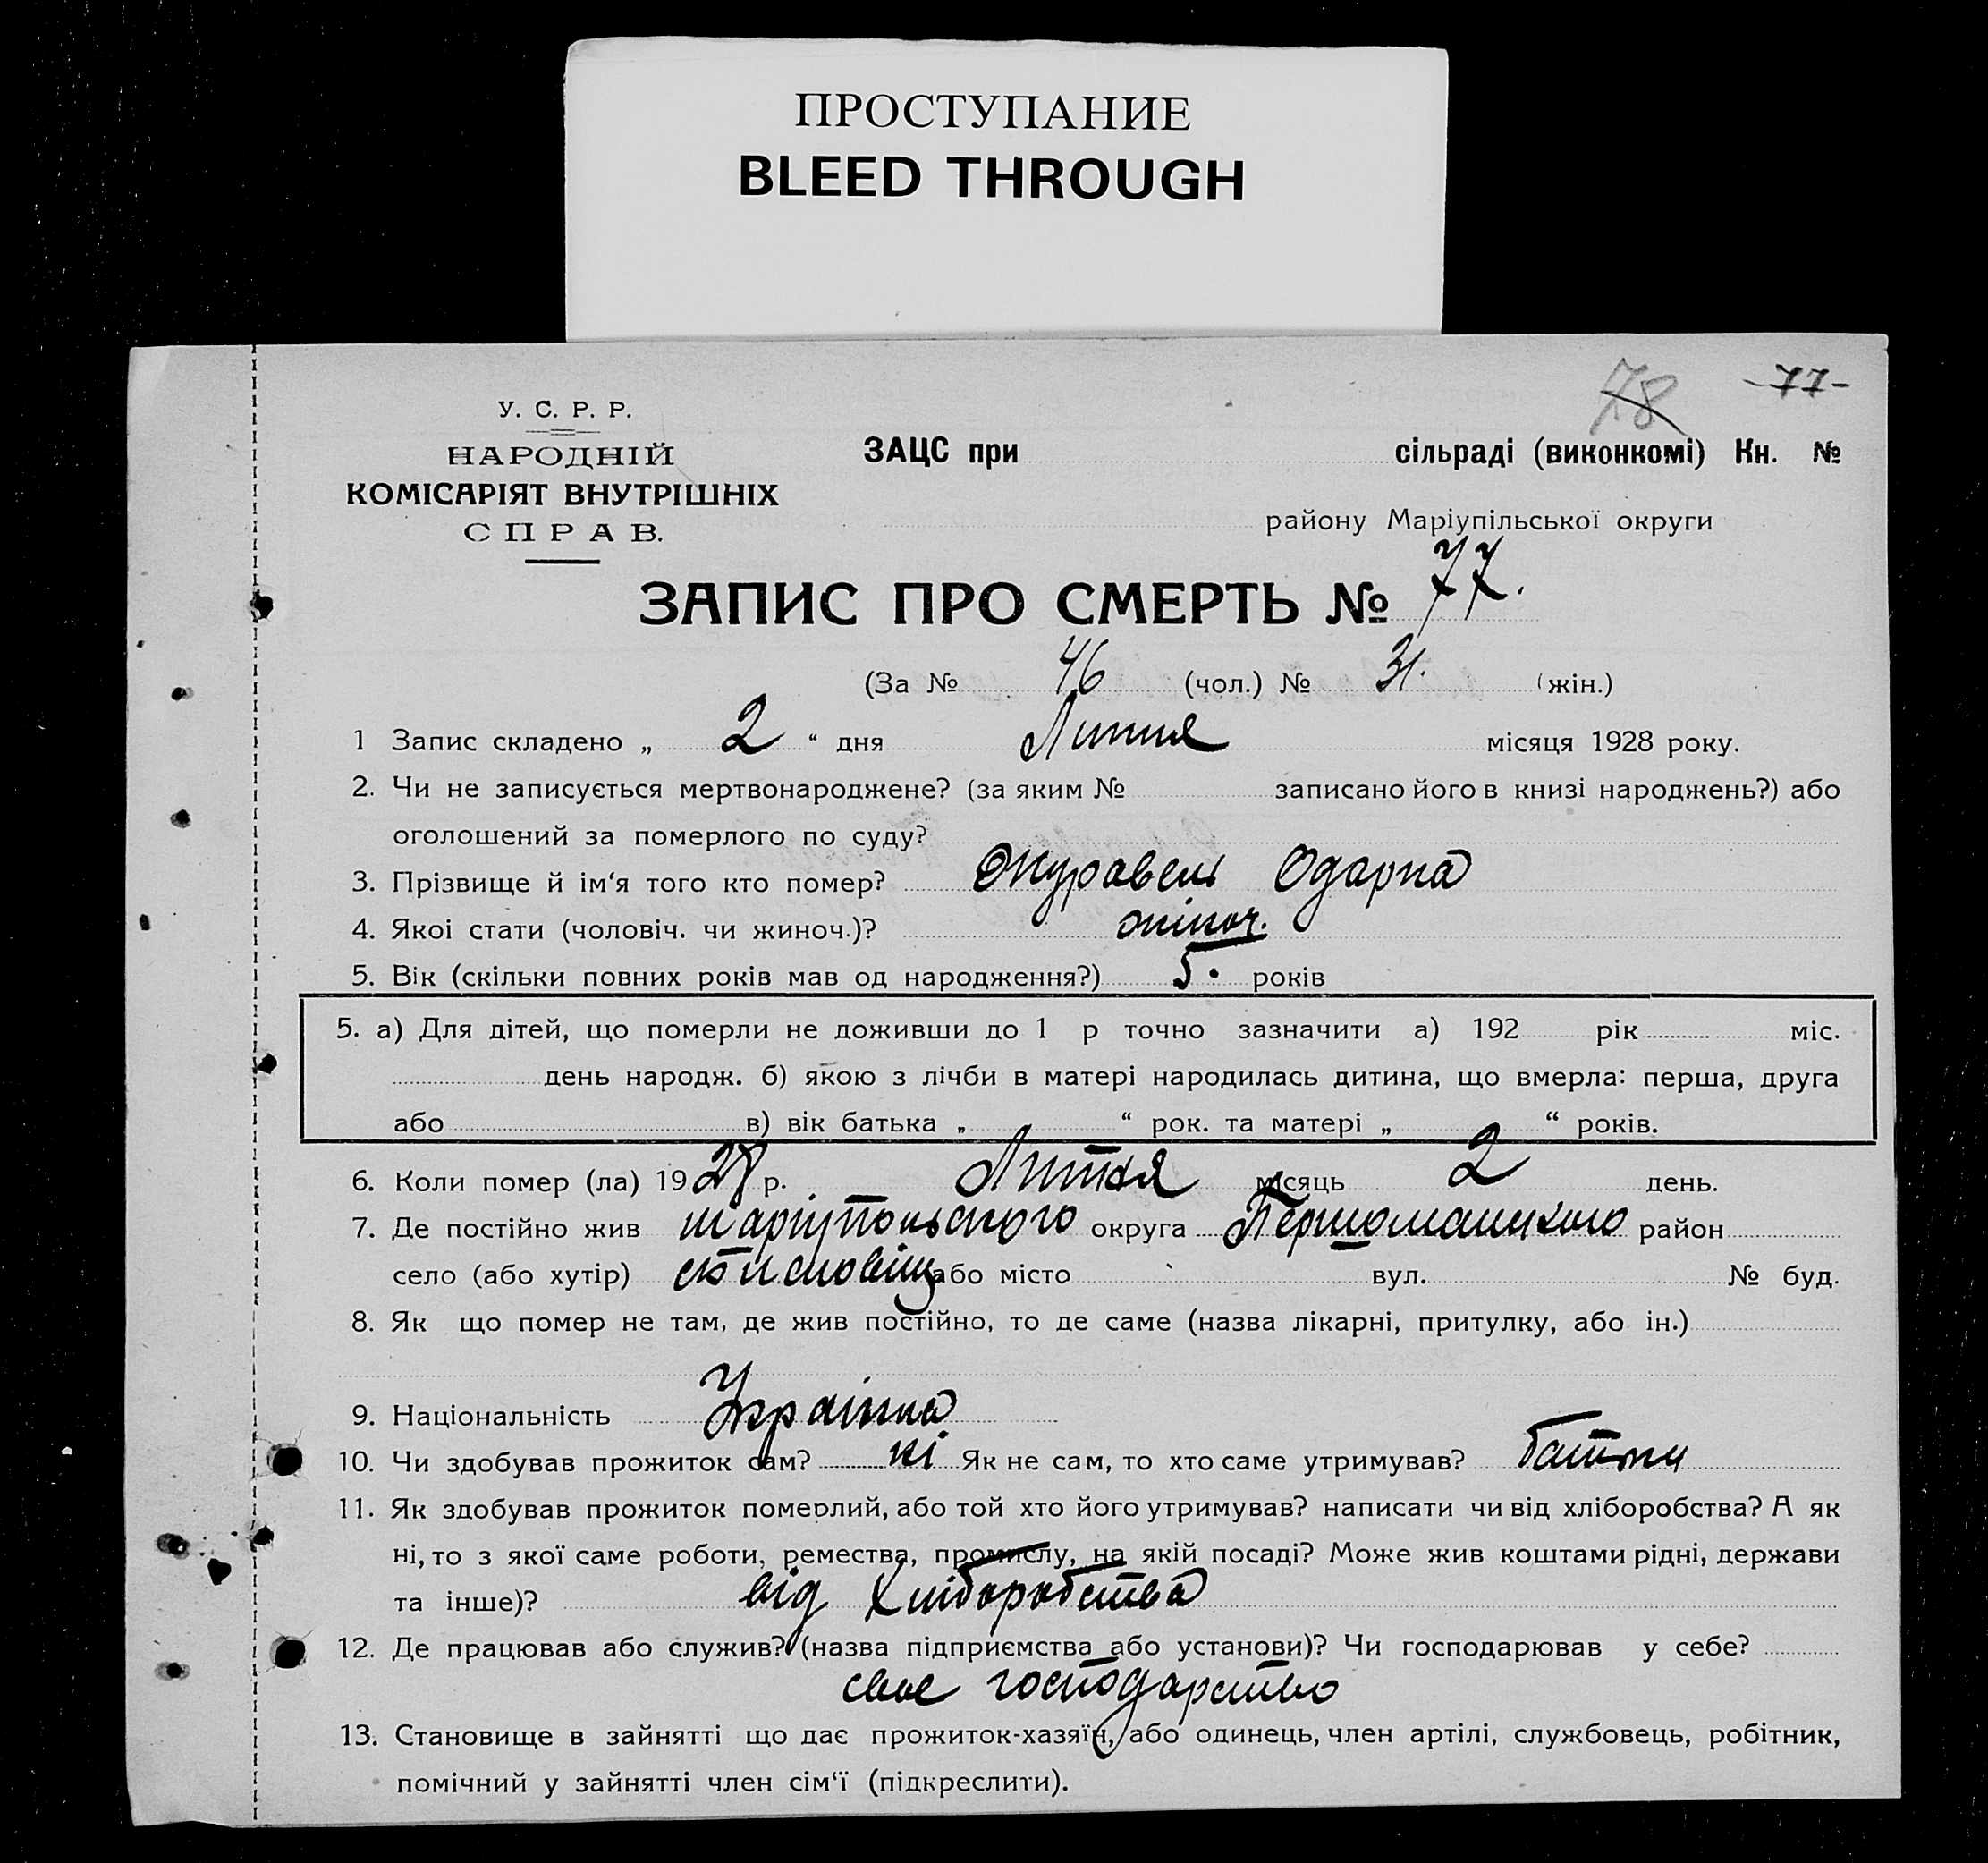 ПРОСТУПАНИЕ
BLEED THROUGH
78 -77-
У. С. Р. Р.
НАРОДНІЙ
КОМІСАРІЯТ ВНУТРІШНІХ
СПРАВ.
ЗАЦС при сільраді (виконкомі) Кн. №
району Маріупільської округи
ЗАПИС ПРО СМЕРТЬ № 77.
(За № 46 (чол.) № 31. (жін.)
1 Запис складено „ 2 “ дня Липня місяця 1928 року.
2. Чи не записується мертвонароджене? (за яким № записано його в книзі народжень?) або
оголошений за померлого по суду?
3. Прізвище й ім‘я того кто помер? Журавель Одарка
4. Якоі стати (чоловіч. чи жиноч.)? жіноч.
5. Вік (скільки повних років мав од народження?) 5. років
5. а) Для дітей, що померли не доживши до 1 р точно зазначити а) 192 рік міс.
день народж. б) якою з лічби в матері народилась дитина, що вмерла: перша, друга
або в) вік батька „ “ рок. та матері „ “ років.
6. Коли помер (ла) 1928 р. Липня місяць 2 день.
7. Де постійно жив Маріупольського округа Першомайського район
село (або хутір) або місто вул. № буд.
8. Як що помер не там, де жив постійно, то де саме (назва лікарні, притулку, або ін.)
9. Національність Українка
10. Чи здобував прожиток сам? ні Як не сам, то хто саме утримував? батьки
11. Як здобував прожиток померлий, або той хто його утримував? написати чи від хліборобства? А як
ні, то з якої саме роботи, ремества, промислу, на якій посаді? Може жив коштами рідні, держави
та інше)? від Хліборобства
12. Де працював або служив? (назва підприємства або установи)? Чи господарював у себе?
своє господарство
13. Становище в зайнятті що дає прожиток-хазяїн, або одинець, член артілі, службовець, робітник,
помічний у зайнятті член сім‘ї (підкреслити).